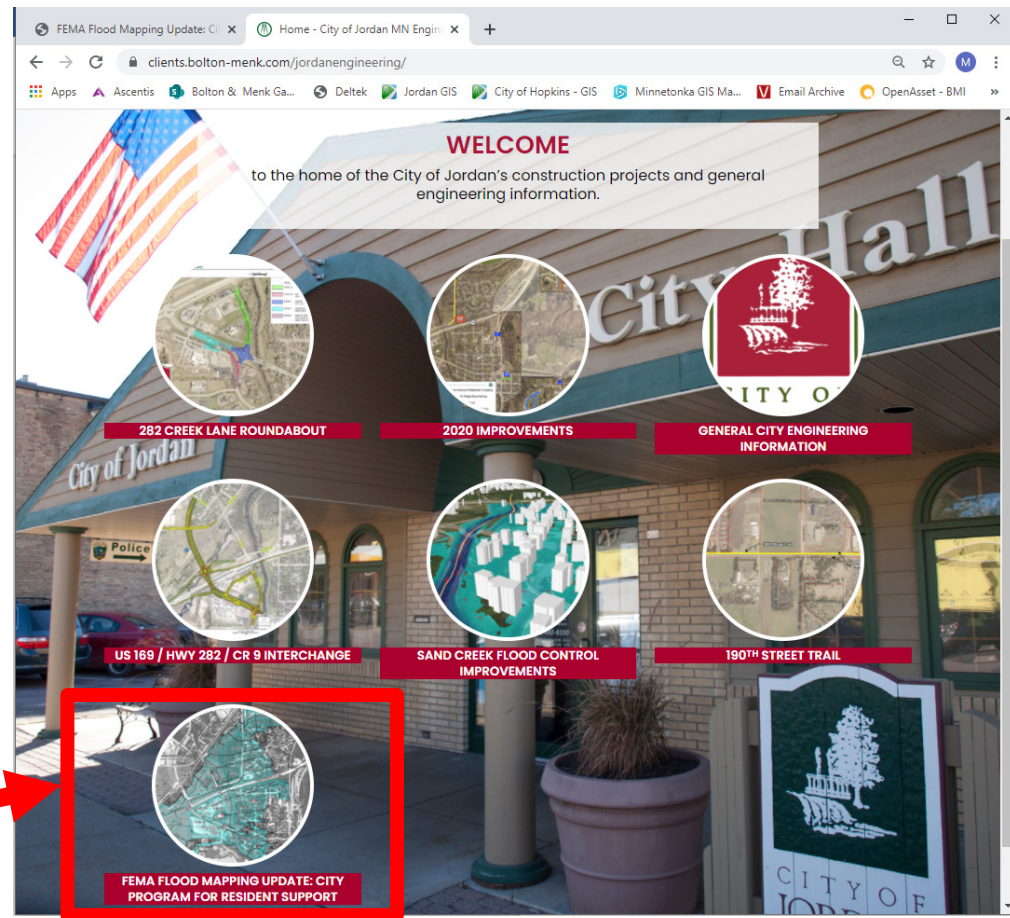 FEMA Flood Mapping Update: Ci
Home - City of Jordan MN Engin
clients.bolton-menk.com/jordanengineering/
M
Apps
Ascentis
Bolton & Menk Ga...
Deltek
Jordan GIS
City of Hopkins - GIS
Minnetonka GIS Ma...
Email Archive
OpenAsset - BMI
»
WELCOME
to the home of the City of Jordan's construction projects and general
engineering information.
City Hall
CITY O
282 CREEK LANE ROUNDABOUT
2020 IMPROVEMENTS
GENERAL CITY ENGINEERING
INFORMATION
City of Jordan
Police
US 169 / HWY 282 / CR 9 INTERCHANGE
SAND CREEK FLOOD CONTROL
IMPROVEMENTS
190TH STREET TRAIL
FEMA FLOOD MAPPING UPDATE: CITY
PROGRAM FOR RESIDENT SUPPORT
CITY OF
JORDAN